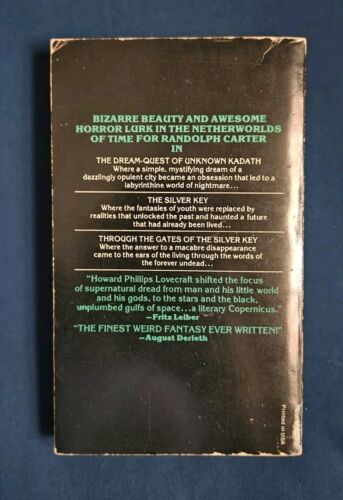 BIZARRE BEAUTY AND AWESOME
HORROR LURK IN THE NETHERWORLDS
OF TIME FOR RANDOLPH CARTER
IN
THE DREAM-QUEST OF UNKNOWN KADATH
Where a simple, mystifying dream of a
dazzlingly opulent city became an obsession that led to a
labyrinthine world of nightmare...
THE SILVER KEY
Where the fantasies of youth were replaced by
realities that unlocked the past and haunted a future
that had already been lived...
THROUGH THE GATES OF THE SILVER KEY
Where the answer to a macabre disappearance
came to the ears of the living through the words of
the forever undead...
"Howard Phillips Lovecraft shifted the focus
of supernatural dread from man and his little world
and his gods, to the stars and the black,
unplumbed gulfs of space...a literary Copernicus."
—Fritz Leiber
"THE FINEST WEIRD FANTASY EVER WRITTEN!"
—August Derleth
Printed in USA